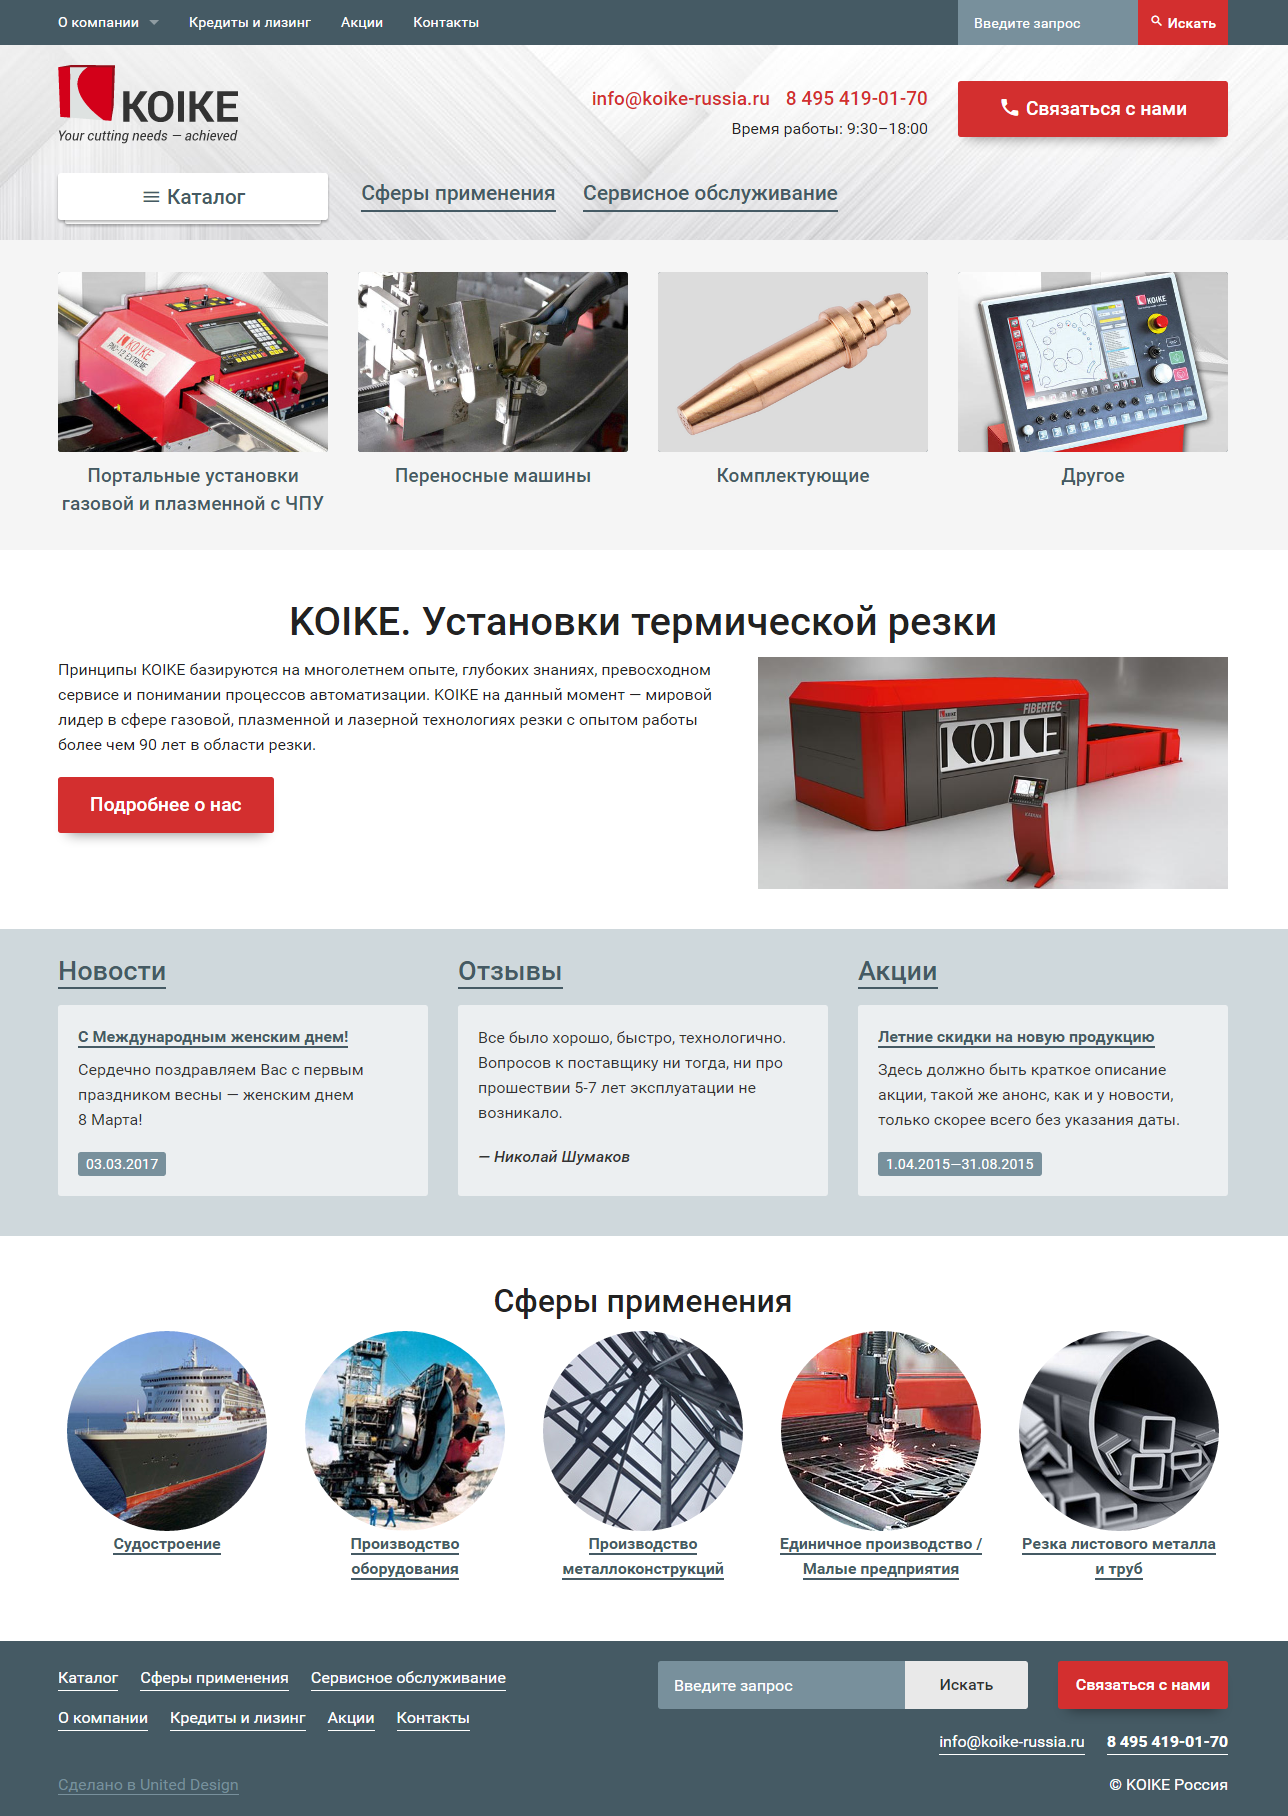 О компании Кредиты и лизинг Акции Контакты Введите запрос Искать
KOIKE
Your cutting needs – achieved
info@koike-russia.ru 8 495 419-01-70
Время работы: 9:30–18:00
Связаться с нами
Каталог Сферы применения Сервисное обслуживание
KOIKE
PNC-12 EXTREME
KOIKE
Портальные установки
газовой и плазменной с ЧПУ
Переносные машины
Комплектующие
Другое
KOIKE. Установки термической резки
Принципы KOIKE базируются на многолетнем опыте, глубоких знаниях, превосходном
сервисе и понимании процессов автоматизации. KOIKE на данный момент — мировой
лидер в сфере газовой, плазменной и лазерной технологиях резки с опытом работы
более чем 90 лет в области резки.
Подробнее о нас
FIBERTEC
KOIKE
Новости
С Международным женским днем!
Сердечно поздравляем Вас с первым
праздником весны — женским днем
8 Марта!
03.03.2017
Отзывы
Все было хорошо, быстро, технологично.
Вопросов к поставщику ни тогда, ни про
прошествии 5-7 лет эксплуатации не
возникало.
— Николай Шумаков
Акции
Летние скидки на новую продукцию
Здесь должно быть краткое описание
акции, такой же анонс, как и у новости,
только скорее всего без указания даты.
1.04.2015—31.08.2015
Сферы применения
Судостроение
Производство
оборудования
Производство
металлоконструкций
Единичное производство /
Малые предприятия
Резка листового металла
и труб
Каталог Сферы применения Сервисное обслуживание
О компании Кредиты и лизинг Акции Контакты
Введите запрос Искать Связаться с нами
info@koike-russia.ru 8 495 419-01-70
Сделано в United Design
© KOIKE Россия